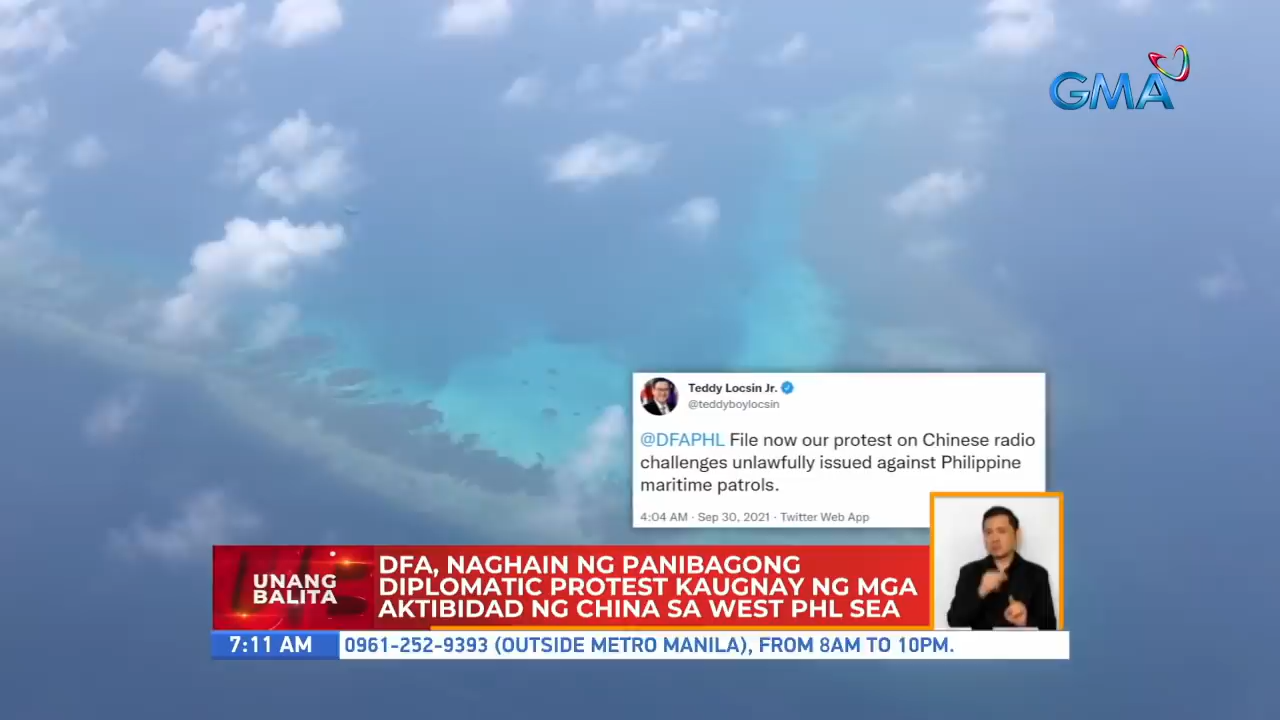 GMA
Teddy Locsin Jr.
@teddyboylocsin
@DFAPHL File now our protest on Chinese radio
challenges unlawfully issued against Philippine
maritime patrols.
4:04 AM · Sep 30, 2021 · Twitter Web App
UNANG
BALITA
DFA, NAGHAIN NG PANIBAGONG
DIPLOMATIC PROTEST KAUGNAY NG MGA
AKTIBIDAD NG CHINA SA WEST PHL SEA
7:11 AM
0961-252-9393 (OUTSIDE METRO MANILA), FROM 8AM TO 10PM.